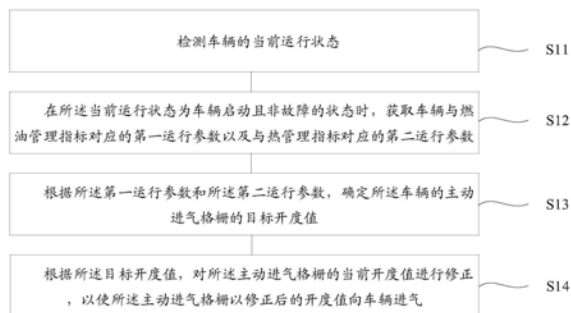 检测车辆的当前运行状态
S11
在所述当前运行状态为车辆启动且非故障的状态时，获取车辆与燃
油管理指标对应的第一运行参数以及与热管理指标对应的第二运行参数
S12
根据所述第一运行参数和所述第二运行参数，确定所述车辆的主动
进气格栅的目标开度值
S13
根据所述目标开度值，对所述主动进气格栅的当前开度值进行修正
，以使所述主动进气格栅以修正后的开度值向车辆进气
S14